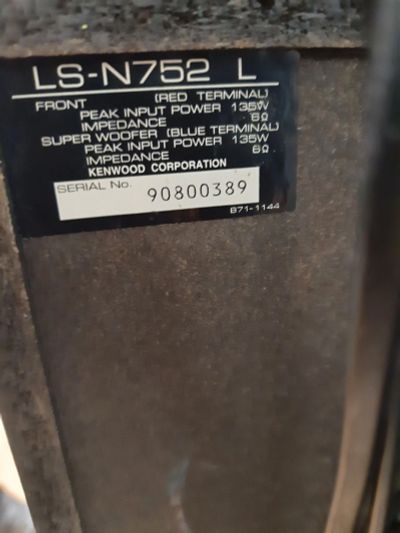 LS-N752 L
FRONT (RED TERMINAL)
PEAK INPUT POWER 135W
IMPEDANCE 6Ω
SUPER WOOFER (BLUE TERMINAL)
PEAK INPUT POWER 135W
IMPEDANCE 6Ω
KENWOOD CORPORATION
SERIAL No. 90800389
B71-1144